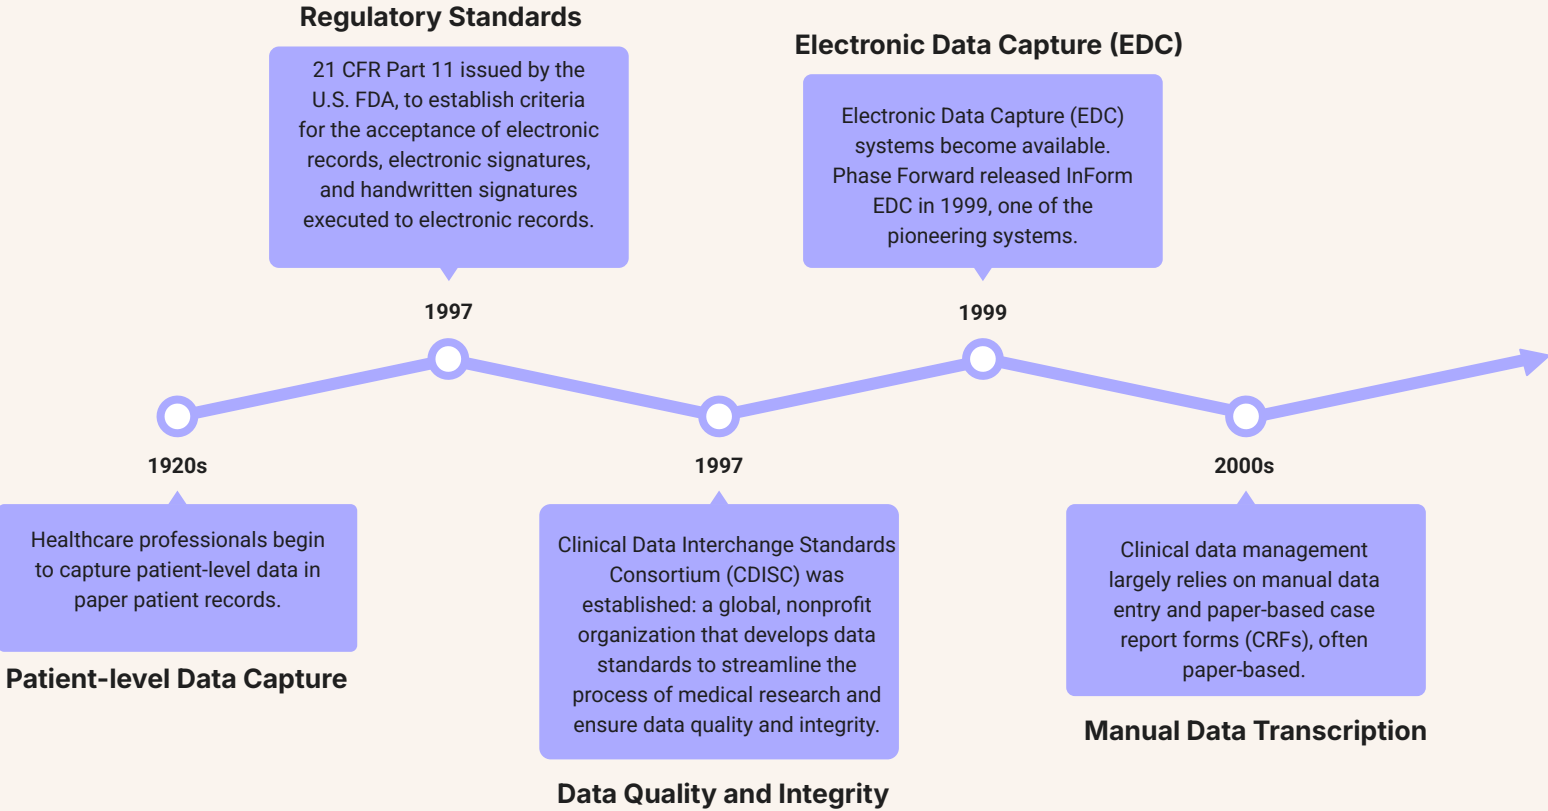 Regulatory Standards
21 CFR Part 11 issued by the
U.S. FDA, to establish criteria
for the acceptance of electronic
records, electronic signatures,
and handwritten signatures
executed to electronic records.
1997
Electronic Data Capture (EDC)
Electronic Data Capture (EDC)
systems become available.
Phase Forward released InForm
EDC in 1999, one of the
pioneering systems.
1999
1920s
Healthcare professionals begin
to capture patient-level data in
paper patient records.
Patient-level Data Capture
1997
Clinical Data Interchange Standards
Consortium (CDISC) was
established: a global, nonprofit
organization that develops data
standards to streamline the
process of medical research and
ensure data quality and integrity.
Data Quality and Integrity
2000s
Clinical data management
largely relies on manual data
entry and paper-based case
report forms (CRFs), often
paper-based.
Manual Data Transcription